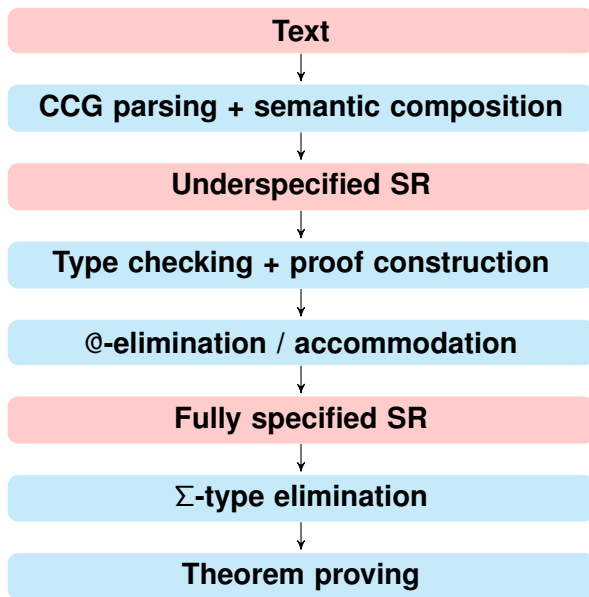 Text
CCG parsing + semantic composition
Underspecified SR
Type checking + proof construction
@-elimination / accommodation
Fully specified SR
Σ-type elimination
Theorem proving